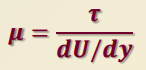 μ = τ / dU/dy